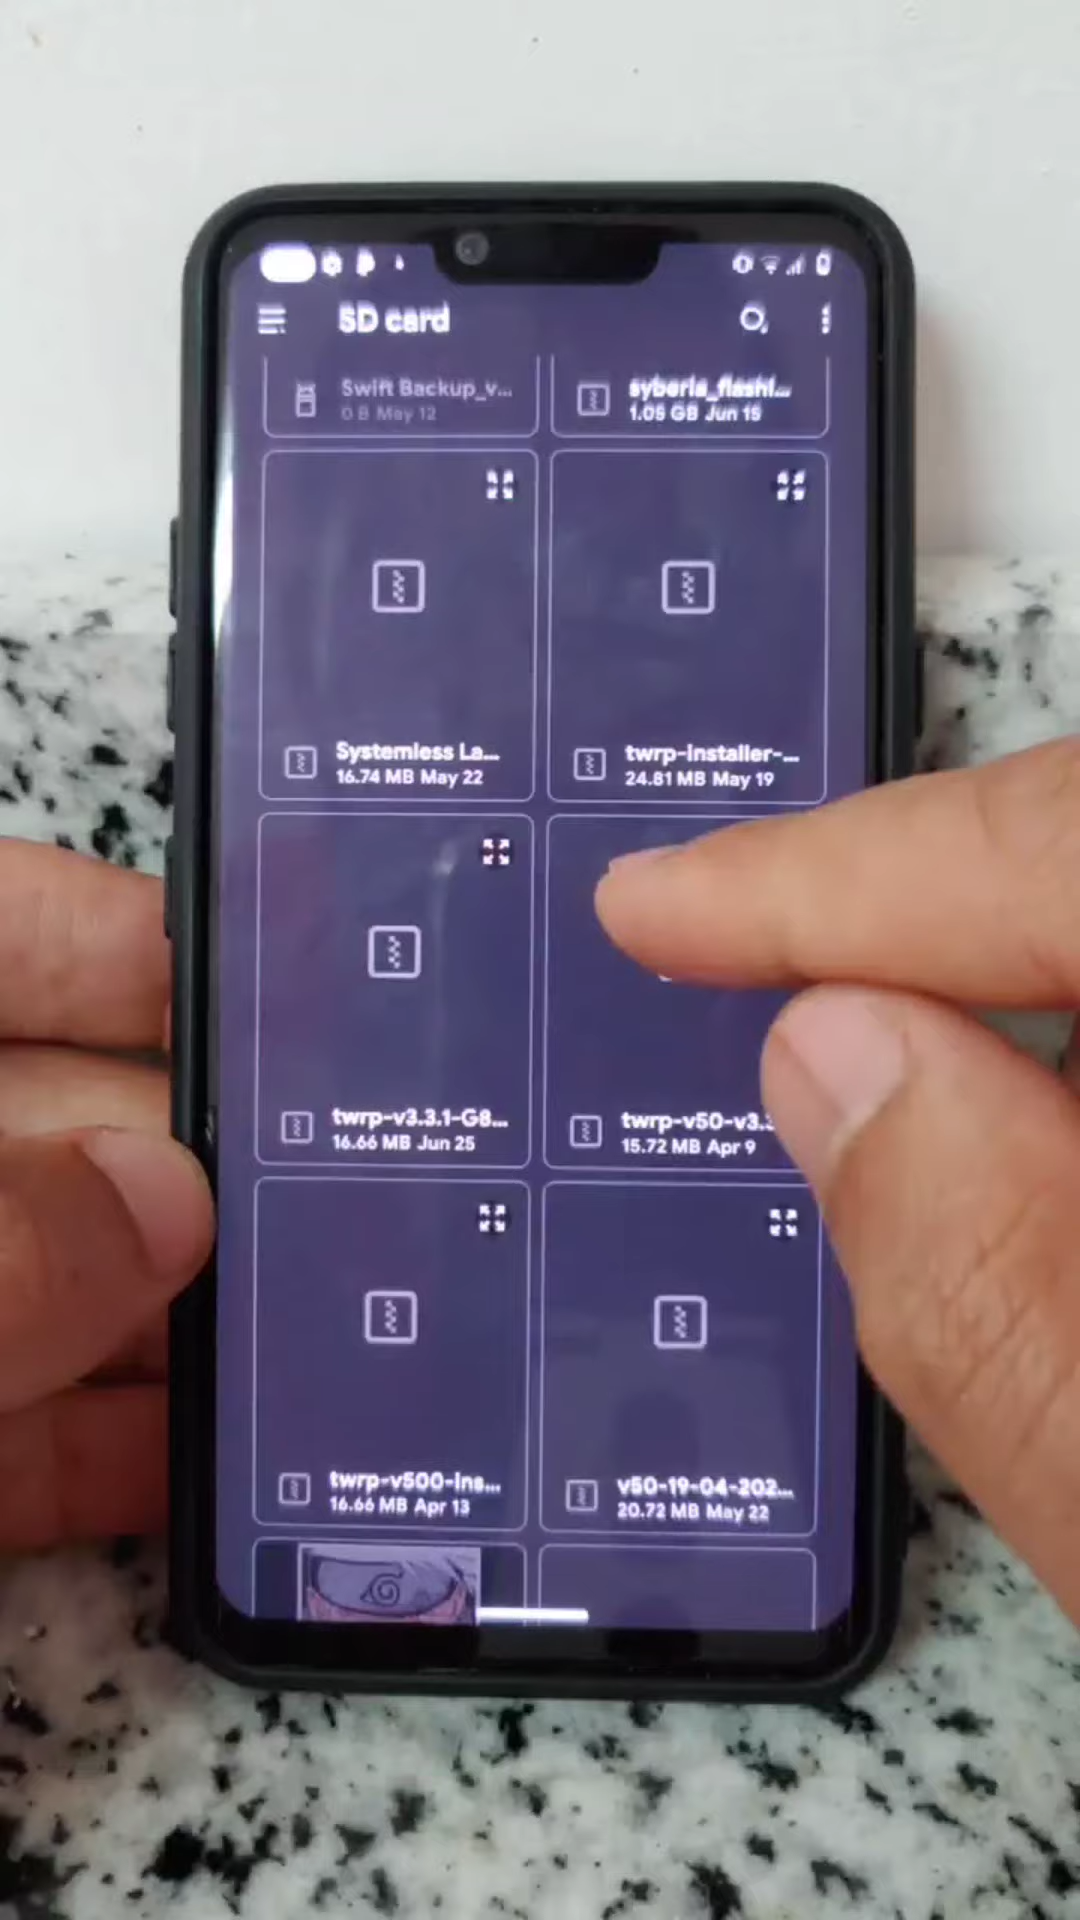 SD card
Swift Backup_v...
0 B May 12
syberia_flashl...
1.05 GB Jun 15
Systemless La...
16.74 MB May 22
twrp-installer-...
24.81 MB May 19
twrp-v3.3.1-G8...
16.66 MB Jun 25
twrp-v50-v3.3
15.72 MB Apr 9
twrp-v500-ins...
16.66 MB Apr 13
v50-19-04-202...
20.72 MB May 22